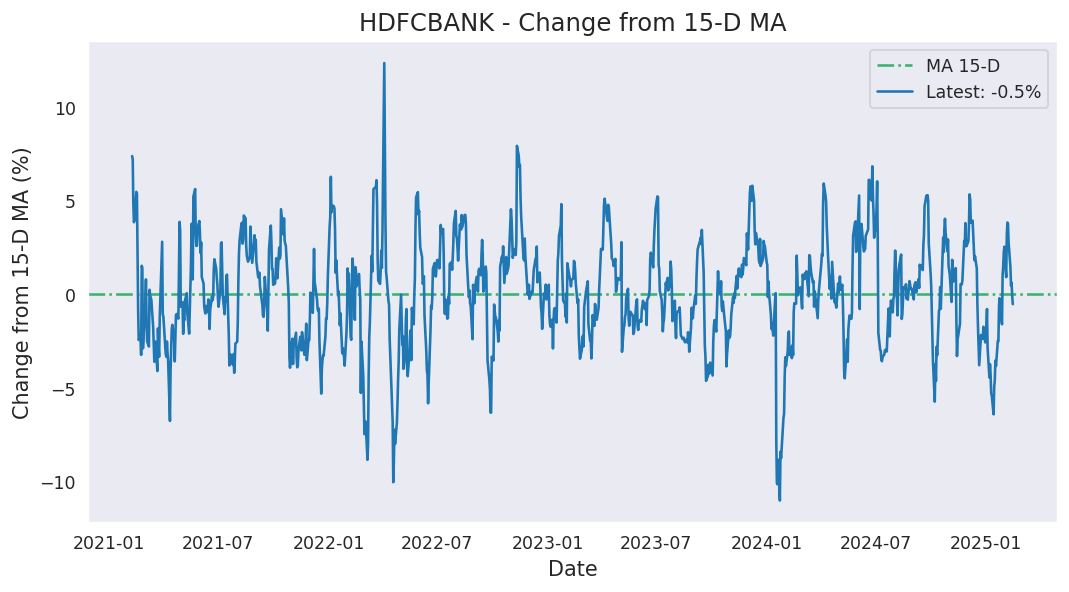 HDFCBANK - Change from 15-D MA
MA 15-D
Latest: -0.5%
Change from 15-D MA (%)
10
5
0
−5
−10
2021-01 2021-07 2022-01 2022-07 2023-01 2023-07 2024-01 2024-07 2025-01
Date